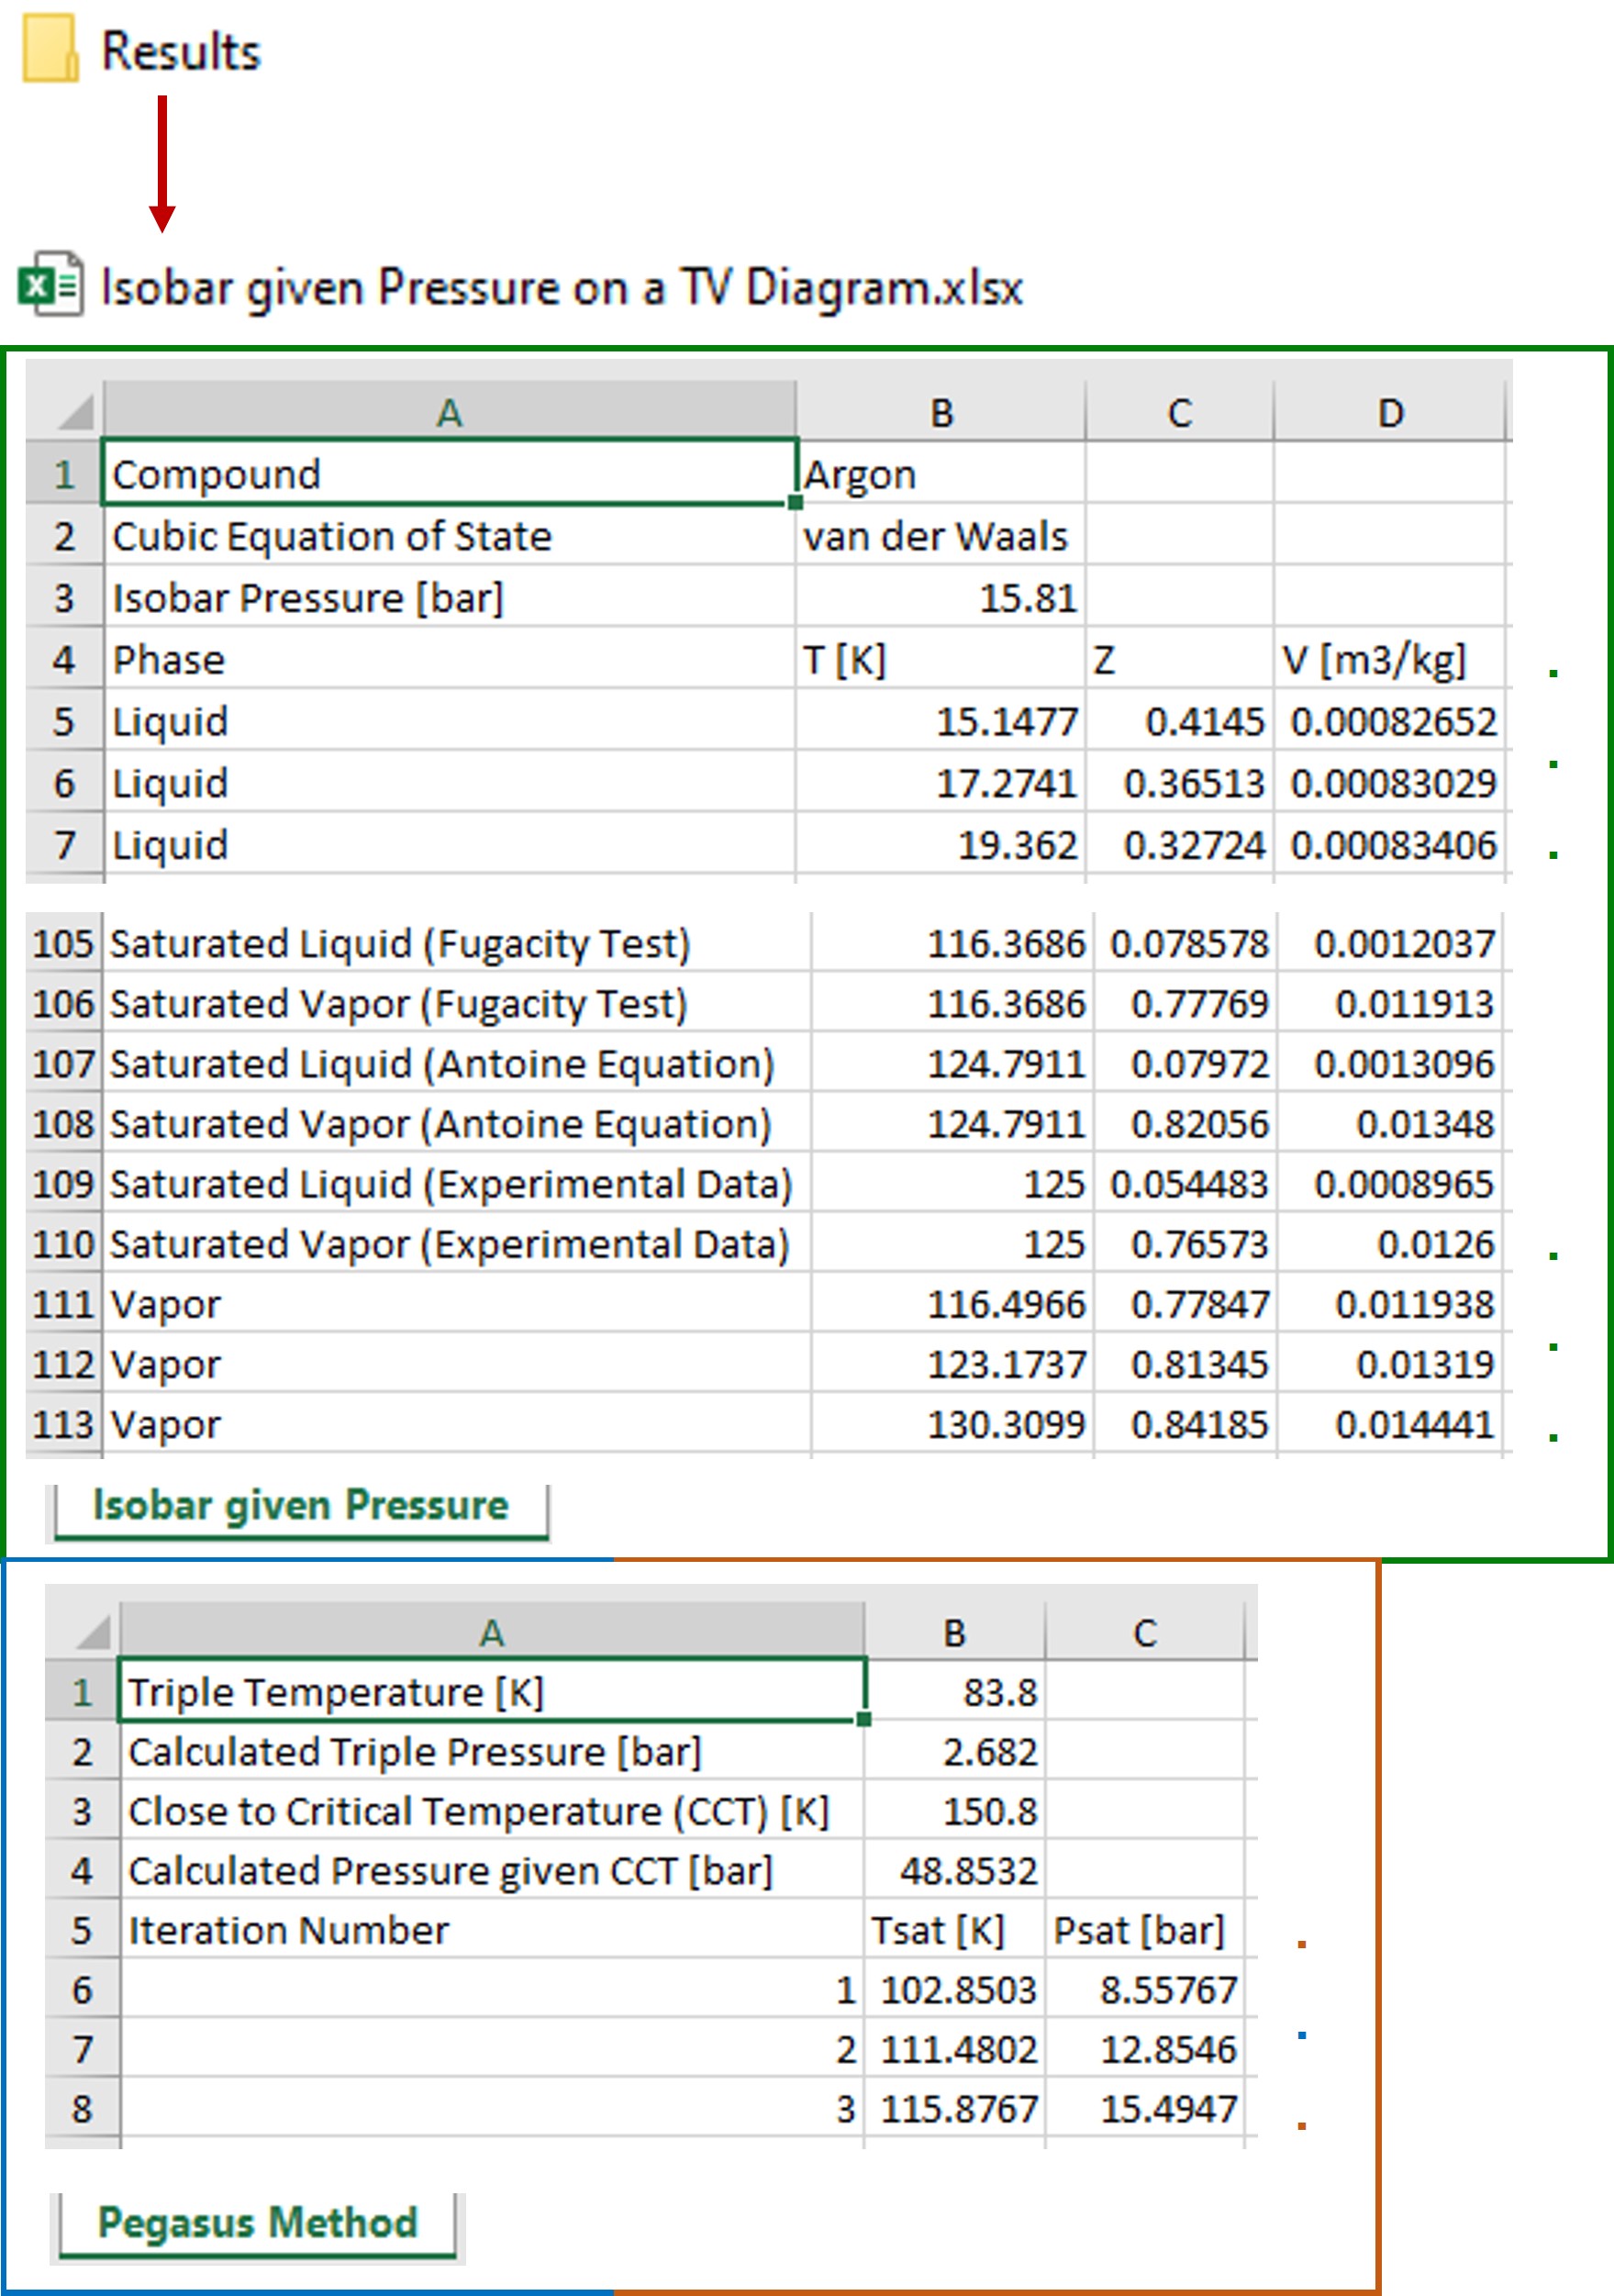 Results
Isobar given Pressure on a TV Diagram.xlsx
A B C D
1 Compound Argon
2 Cubic Equation of State van der Waals
3 Isobar Pressure [bar] 15.81
4 Phase T [K] Z V [m3/kg]
5 Liquid 15.1477 0.4145 0.00082652
6 Liquid 17.2741 0.36513 0.00083029
7 Liquid 19.362 0.32724 0.00083406
105 Saturated Liquid (Fugacity Test) 116.3686 0.078578 0.0012037
106 Saturated Vapor (Fugacity Test) 116.3686 0.77769 0.011913
107 Saturated Liquid (Antoine Equation) 124.7911 0.07972 0.0013096
108 Saturated Vapor (Antoine Equation) 124.7911 0.82056 0.01348
109 Saturated Liquid (Experimental Data) 125 0.054483 0.0008965
110 Saturated Vapor (Experimental Data) 125 0.76573 0.0126
111 Vapor 116.4966 0.77847 0.011938
112 Vapor 123.1737 0.81345 0.01319
113 Vapor 130.3099 0.84185 0.014441
Isobar given Pressure
A B C
1 Triple Temperature [K] 83.8
2 Calculated Triple Pressure [bar] 2.682
3 Close to Critical Temperature (CCT) [K] 150.8
4 Calculated Pressure given CCT [bar] 48.8532
5 Iteration Number Tsat [K] Psat [bar]
6 1 102.8503 8.55767
7 2 111.4802 12.8546
8 3 115.8767 15.4947
Pegasus Method